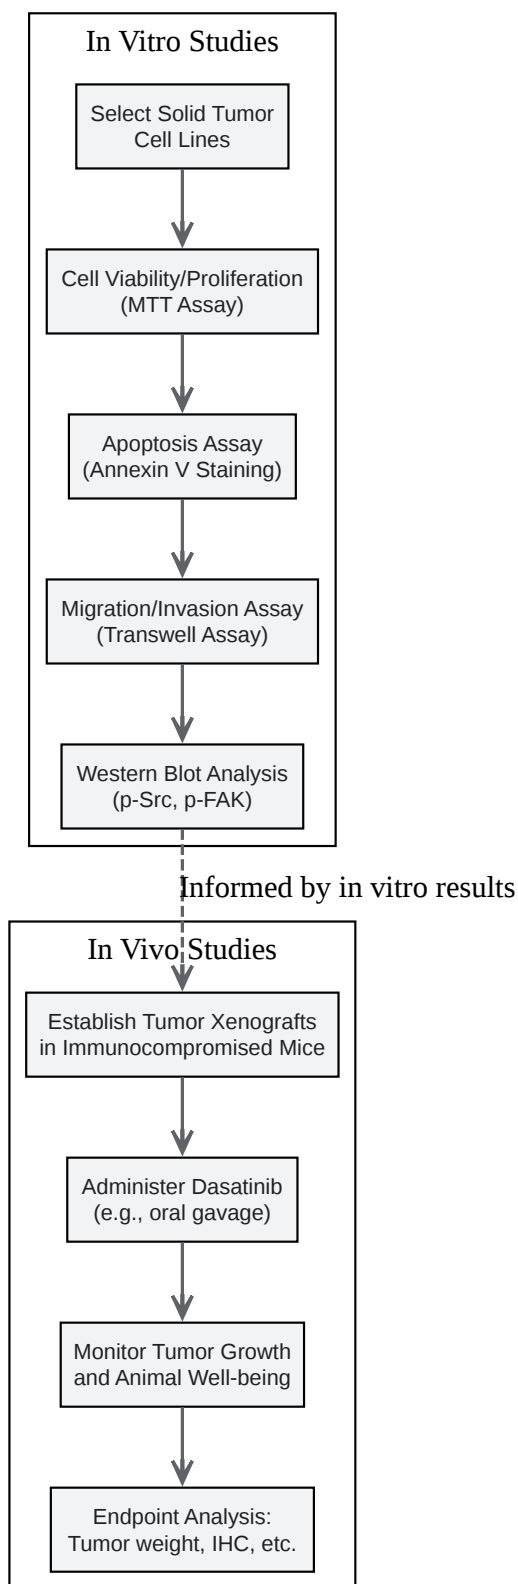 In Vitro Studies
Select Solid Tumor
Cell Lines
Cell Viability/Proliferation
(MTT Assay)
Apoptosis Assay
(Annexin V Staining)
Migration/Invasion Assay
(Transwell Assay)
Western Blot Analysis
(p-Src, p-FAK)
Informed by in vitro results
In Vivo Studies
Establish Tumor Xenografts
in Immunocompromised Mice
Administer Dasatinib
(e.g., oral gavage)
Monitor Tumor Growth
and Animal Well-being
Endpoint Analysis:
Tumor weight, IHC, etc.